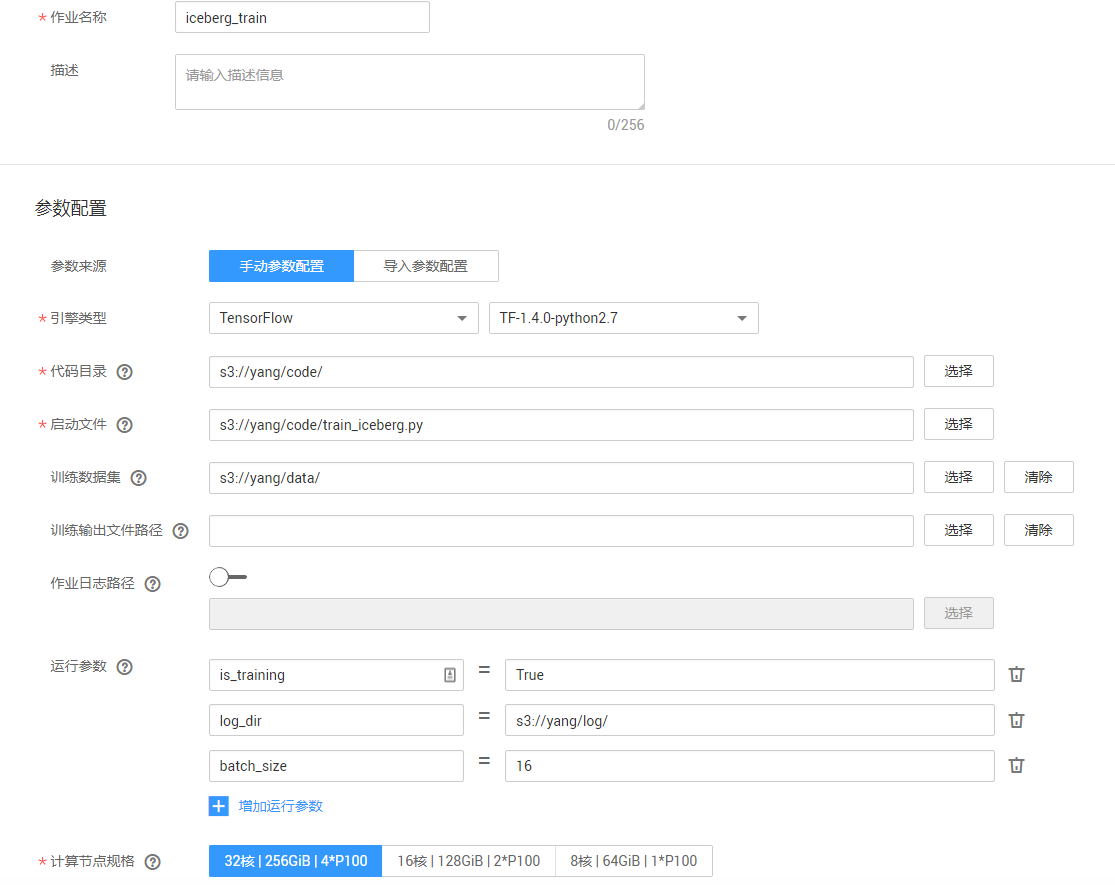 * 作业名称 iceberg_train
描述 请输入描述信息
0/256
参数配置
参数来源 手动参数配置 导入参数配置
* 引擎类型 TensorFlow TF-1.4.0-python2.7
* 代码目录 ? s3://yang/code/ 选择
* 启动文件 ? s3://yang/code/train_iceberg.py 选择
训练数据集 ? s3://yang/data/ 选择 清除
训练输出文件路径 ? 选择 清除
作业日志路径 ?
选择
运行参数 ? is_training = True
log_dir = s3://yang/log/
batch_size = 16
+ 增加运行参数
* 计算节点规格 ? 32核 | 256GiB | 4*P100 16核 | 128GiB | 2*P100 8核 | 64GiB | 1*P100